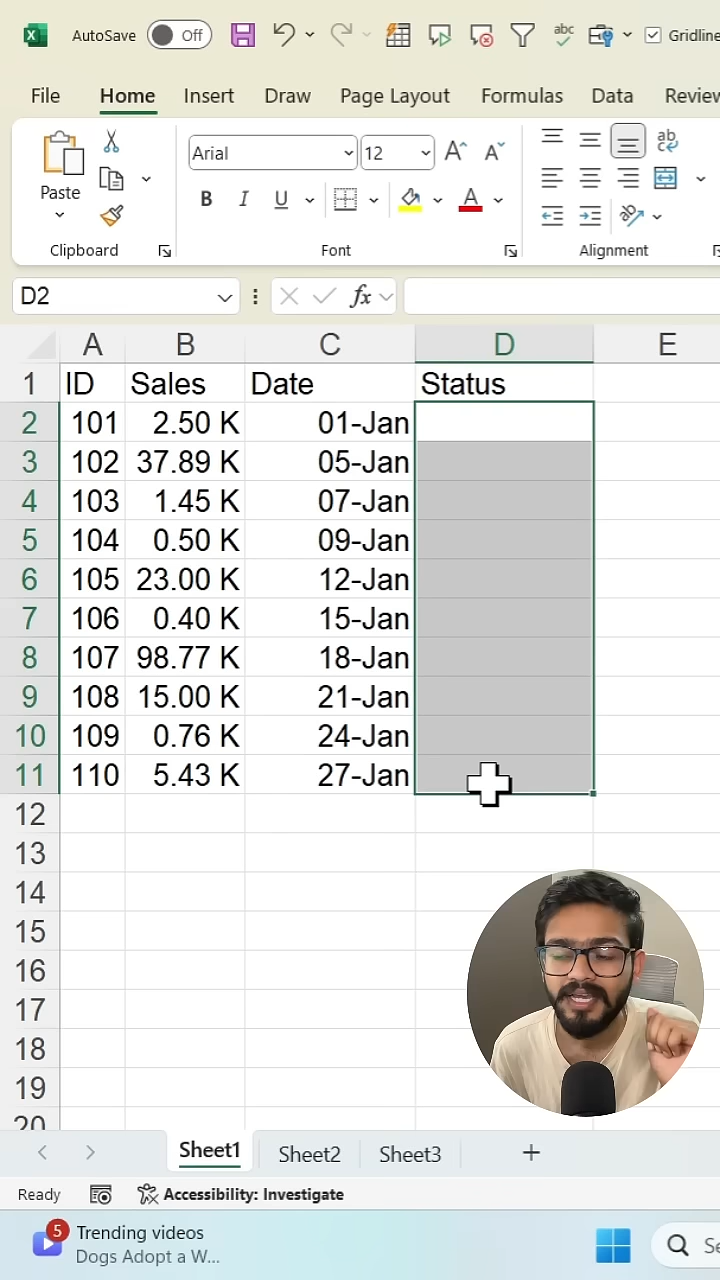 AutoSave Off abc Gridline
File Home Insert Draw Page Layout Formulas Data Review
Paste Arial 12 A A ab c
B I U A
Clipboard Font Alignment
D2 fx
A B C D E
1 ID Sales Date Status
2 101 2.50 K 01-Jan
3 102 37.89 K 05-Jan
4 103 1.45 K 07-Jan
5 104 0.50 K 09-Jan
6 105 23.00 K 12-Jan
7 106 0.40 K 15-Jan
8 107 98.77 K 18-Jan
9 108 15.00 K 21-Jan
10 109 0.76 K 24-Jan
11 110 5.43 K 27-Jan
12
13
14
15
16
17
18
19
20
Sheet1 Sheet2 Sheet3
Ready Accessibility: Investigate
5 Trending videos
Dogs Adopt a W... Se